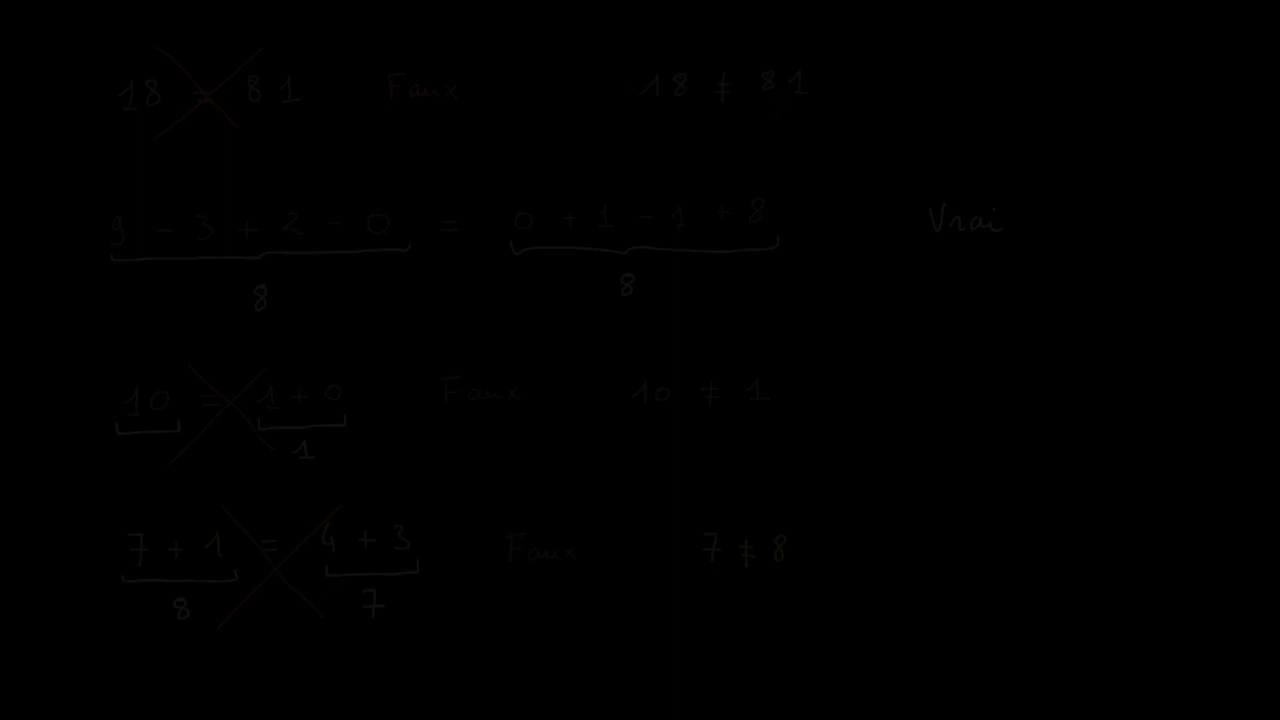 18 = 81 Faux 18 ≠ 81
9 - 3 + 2 - 0 = 0 + 1 - 1 + 8 Vrai
8 8
10 = 1 + 0 Faux 10 ≠ 1
1
7 + 1 = 4 + 3 Faux 7 ≠ 8
8 7